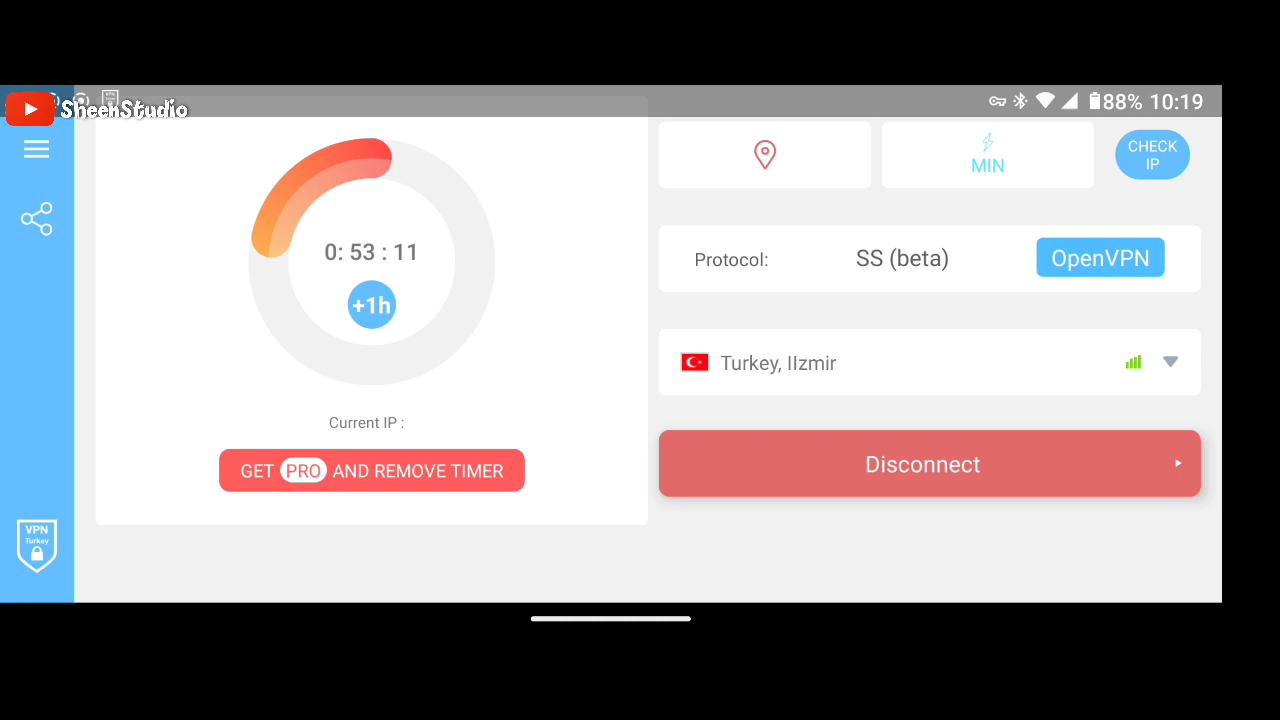 SheenStudio
88% 10:19
0: 53 : 11
+1h
Current IP :
GET PRO AND REMOVE TIMER
MIN
CHECK
IP
Protocol: SS (beta) OpenVPN
Turkey, IIzmir
Disconnect
VPN
Turkey